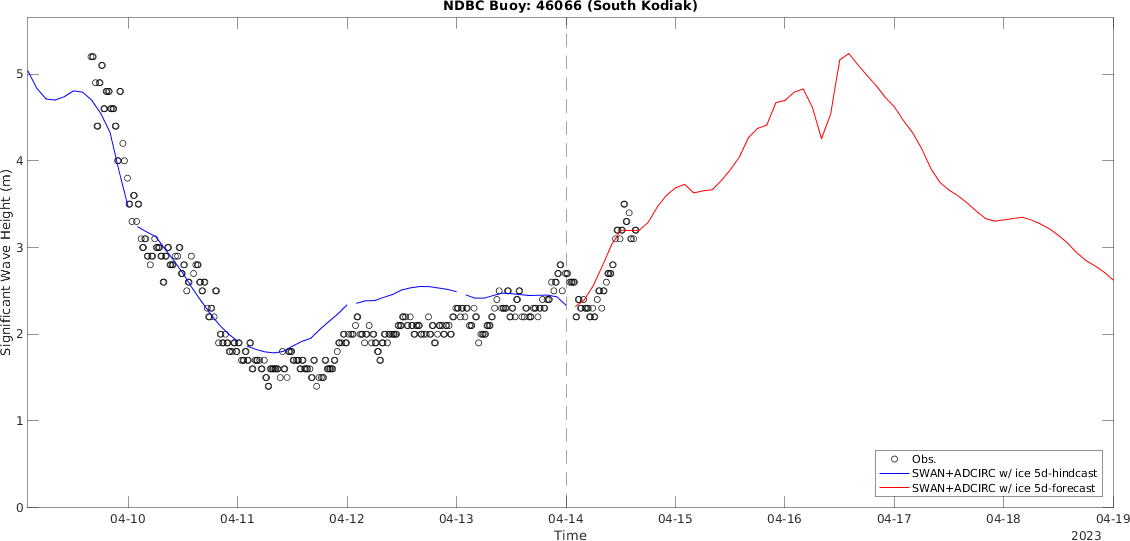 NDBC Buoy: 46066 (South Kodiak)
Significant Wave Height (m)
5
4
3
2
1
0
Obs.
SWAN+ADCIRC w/ ice 5d-hindcast
SWAN+ADCIRC w/ ice 5d-forecast
04-10 04-11 04-12 04-13 04-14 04-15 04-16 04-17 04-18 04-19
Time
2023